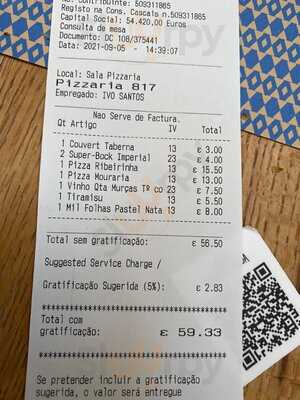 No. Contribuinte: 509311865
Registo na Cons. Cascais n.509311865
Capital Social: 54.420,00 Euros
Consulta de mesa
Documento: DC 108/375441
Data: 2021-09-05 - 14:39:07
Local: Sala Pizzaria
Pizzaria 817
Empregado: IVO SANTOS
Nao Serve de Factura.
Qt Artigo IV Total
1 Couvert Taberna 13 € 3.00
2 Super-Bock Imperial 23 € 4.00
1 Pizza Ribeirinha 13 € 15.50
1 Pizza Mouraria 13 € 13.00
1 Vinho Qta Murças Tº co 23 € 7.50
1 Tiramisu 13 € 5.50
1 Mil Folhas Pastel Nata 13 € 8.00
Total sem gratificação: € 56.50
Suggested Service Charge /
Gratificação Sugerida (5%): € 2.83
Total com
gratificação: € 59.33
Se pretender incluir a gratificação
sugerida, o valor será entregue